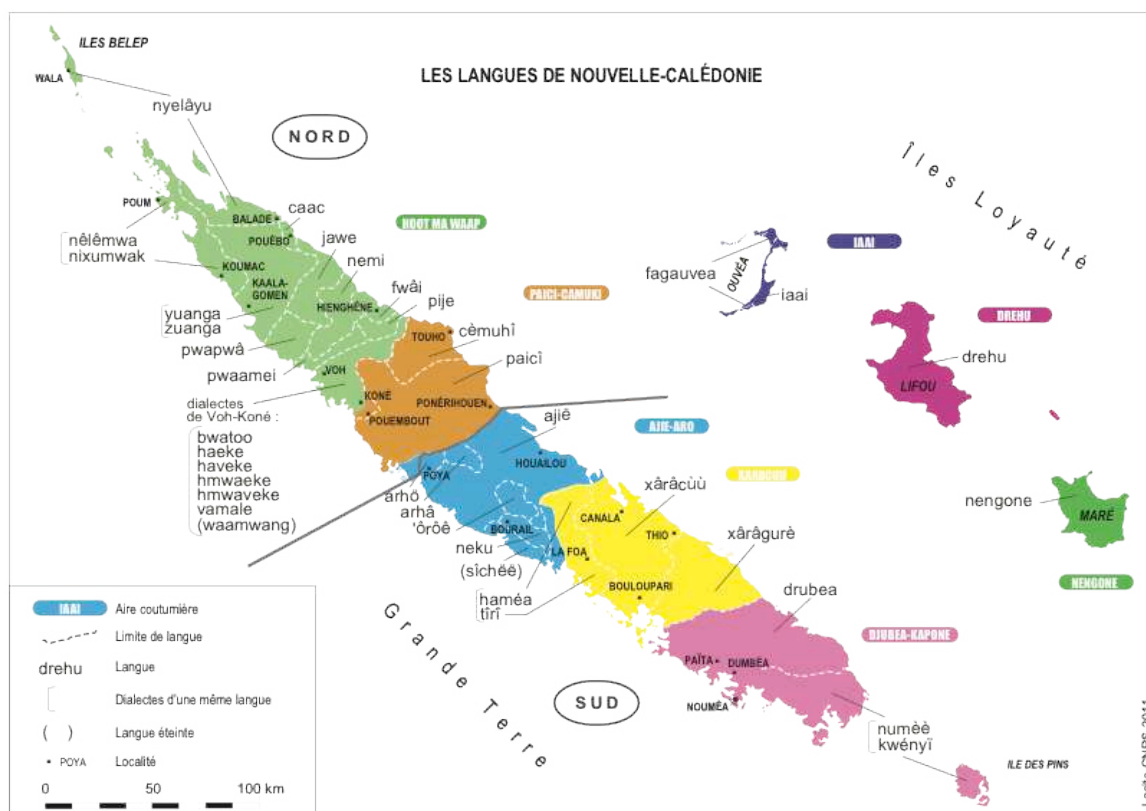 LES LANGUES DE NOUVELLE-CALÉDONIE
ILES BELEP
WALA
nyelâyu
NORD
POUM
BALADE
caac
HOOT MA WAAP
POUÉBO
jawe
nêlêmwa
nixumwak
KOUMAC
nemi
KAALA-
GOMEN
HIENGHÈNE
fwâi
pije
yuanga
zuanga
pwapwâ
pwaamei
VOH
dialectes
de Voh-Koné :
bwatoo
haeke
haveke
hmwaeke
hmwaveke
vamale
(waamwang)
PAICI-CAMUKI
TOUHO
cèmuhî
paicî
KONÉ
PONÉRIHOUEN
POUEMBOUT
Îles Loyauté
IAAI
fagauvea
OUVÉA
iaai
DREHU
drehu
LIFOU
nengone
MARÉ
NENGONE
ajië
AJIE-ARO
HOUAILOU
POYA
arhâ
'ôrôê
BOURAIL
neku
(sîchëë)
xârâcùù
CANALA
THIO
LA FOA
xârâgurè
BOULOUPARI
haméa
tîrî
drubea
DJUBEA-KAPONE
PAÏTA
DUMBÉA
NOUMÉA
numèè
kwényï
ILE DES PINS
Grande Terre
SUD
IAAI Aire coutumière
Limite de langue
drehu Langue
Dialectes d'une même langue
( ) Langue éteinte
POYA Localité
0 50 100 km